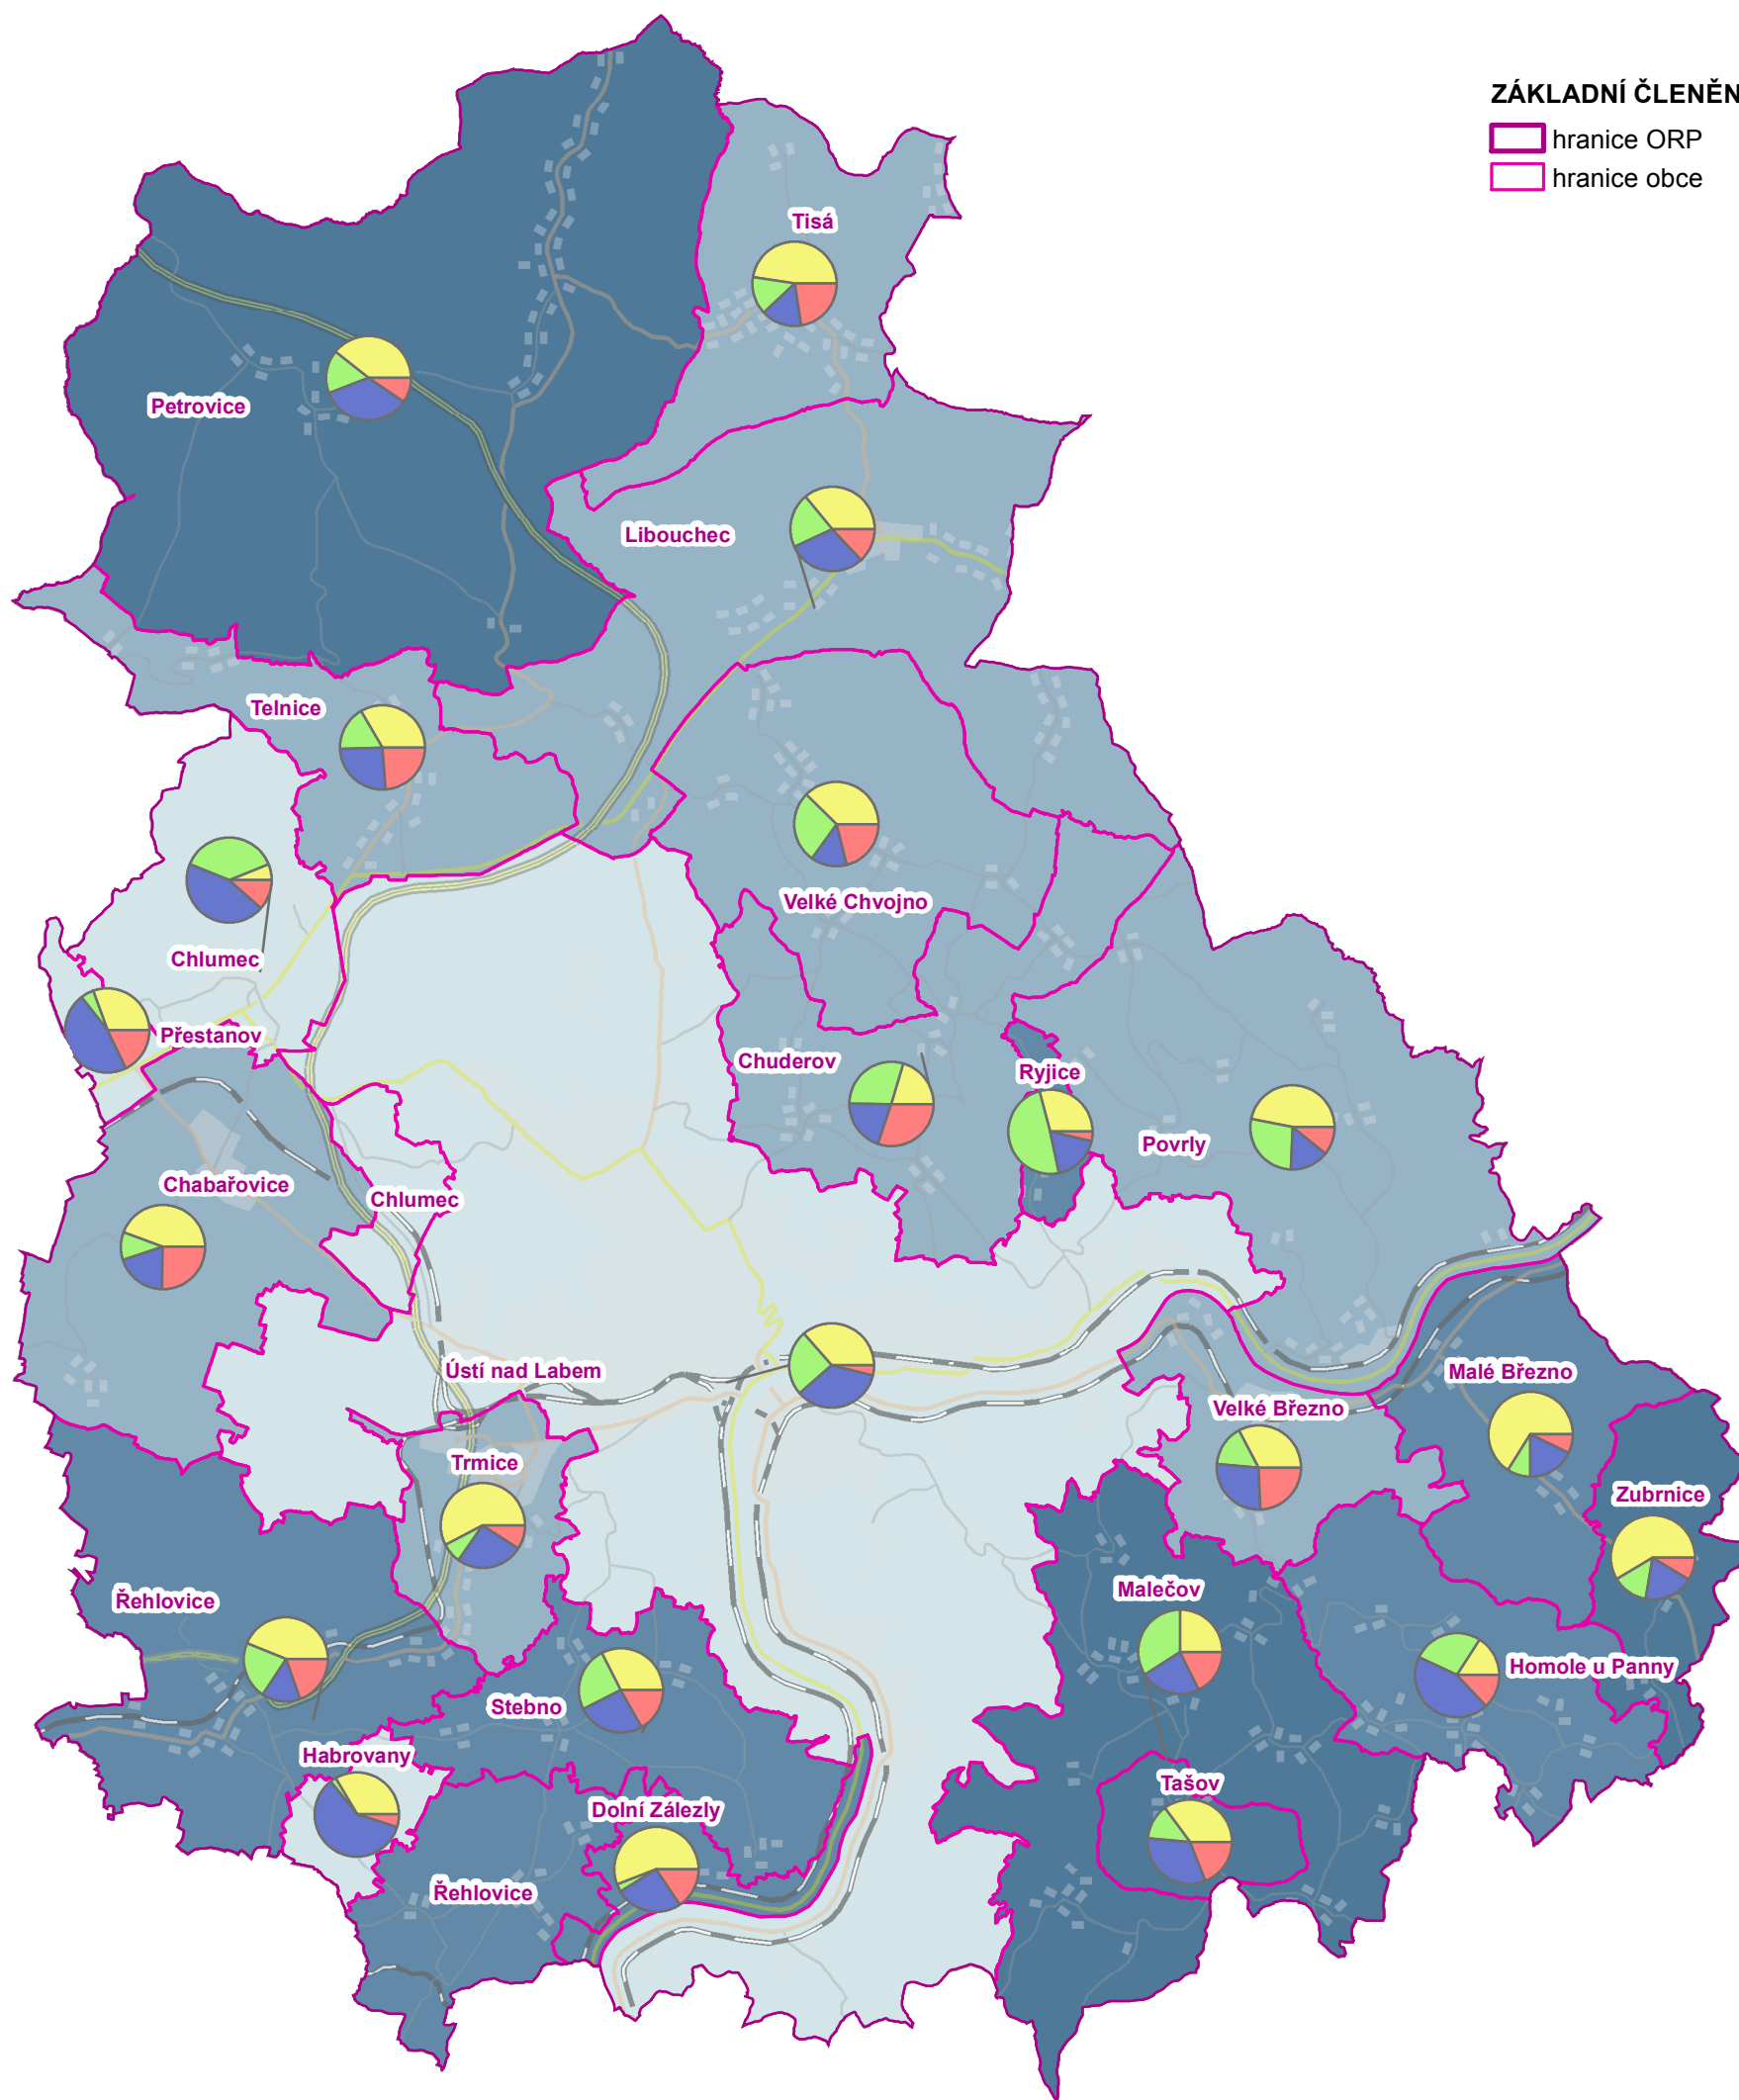 ZÁKLADNÍ ČLENĚN
hranice ORP
hranice obce
Tisá
Petrovice
Libouchec
Telnice
Velké Chvojno
Chlumec
Přestanov
Chuderov
Ryjice
Povrly
Chabařovice
Chlumec
Ústí nad Labem
Malé Březno
Velké Březno
Trmice
Zubrnice
Malečov
Řehlovice
Homole u Panny
Stebno
Habrovany
Tašov
Dolní Zálezly
Řehlovice